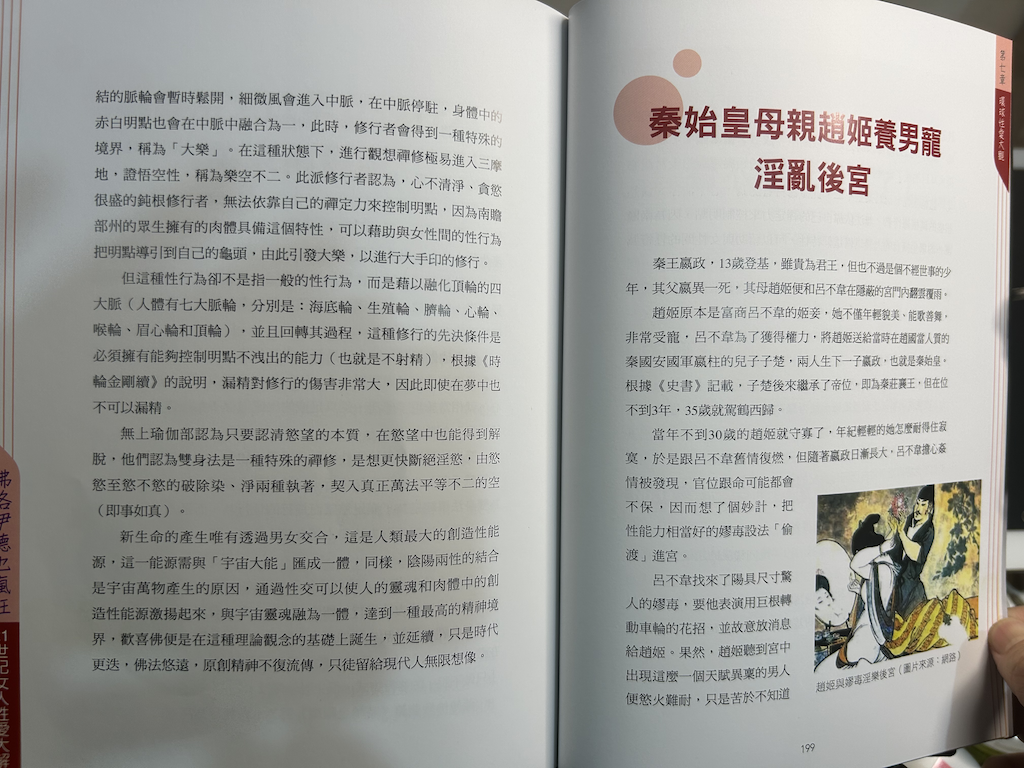 結的脈輪會暫時鬆開，細微風會進入中脈，在中脈停駐，身體中的
赤白明點也會在中脈中融合為一，此時，修行者會得到一種特殊的
境界，稱為「大樂」。在這種狀態下，進行觀想禪修極易進入三摩
地，證悟空性，稱為樂空不二。此派修行者認為，心不清淨、貪慾
很盛的鈍根修行者，無法依靠自己的禪定力來控制明點，因為南贍
部州的眾生擁有的肉體具備這個特性，可以藉助與女性間的性行為
把明點導引到自己的龜頭，由此引發大樂，以進行大手印的修行。
但這種性行為卻不是指一般的性行為，而是藉以融化頂輪的四
大脈（人體有七大脈輪，分別是：海底輪、生殖輪、臍輪、心輪、
喉輪、眉心輪和頂輪），並且回轉其過程，這種修行的先決條件是
必須擁有能夠控制明點不洩出的能力（也就是不射精），根據《時
輪金剛續》的說明，漏精對修行的傷害非常大，因此即使在夢中也
不可以漏精。
無上瑜伽部認為只要認清慾望的本質，在慾望中也能得到解
脫，他們認為雙身法是一種特殊的禪修，是想更快斷絕淫慾，由慾
慾至慾不慾的破除染、淨兩種執著，契入真正萬法平等不二的空
（即事如真）。
新生命的產生唯有透過男女交合，這是人類最大的創造性能
源，這一能源需與「宇宙大能」匯成一體，同樣，陰陽兩性的結合
是宇宙萬物產生的原因，通過性交可以使人的靈魂和肉體中的創
造性能源激揚起來，與宇宙靈魂融為一體，達到一種最高的精神境
界，歡喜佛便是在這種理論觀念的基礎上誕生，並延續，只是時代
更迭，佛法悠遠，原創精神不復流傳，只徒留給現代人無限想像。
佛洛伊德也瘋狂
1世紀女人性愛大解
第七章 環球性愛大觀
秦始皇母親趙姬養男寵
淫亂後宮
秦王嬴政，13歲登基，雖貴為君王，但也不過是個不經世事的少
年，其父嬴異一死，其母趙姬便和呂不韋在隱蔽的宮門內翻雲覆雨。
趙姬原本是富商呂不韋的姬妾，她不僅年輕貌美、能歌善舞，
非常受寵，呂不韋為了獲得權力，將趙姬送給當時在趙國當人質的
秦國安國軍嬴柱的兒子子楚，兩人生下一子嬴政，也就是秦始皇。
根據《史書》記載，子楚後來繼承了帝位，即為秦莊襄王，但在位
不到3年，35歲就駕鶴西歸。
當年不到30歲的趙姬就守寡了，年紀輕輕的她怎麼耐得住寂
寞，於是跟呂不韋舊情復燃，但隨著嬴政日漸長大，呂不韋擔心姦
情被發現，官位跟命可能都會
不保，因而想了個妙計，把
性能力相當好的嫪毐設法「偷
渡」進宮。
呂不韋找來了陽具尺寸驚
人的嫪毐，要他表演用巨根轉
動車輪的花招，並故意放消息
給趙姬。果然，趙姬聽到宮中
出現這麼一個天賦異稟的男人
便慾火難耐，只是苦於不知道
趙姬與嫪毐淫樂後宮（圖片來源：網路）
199